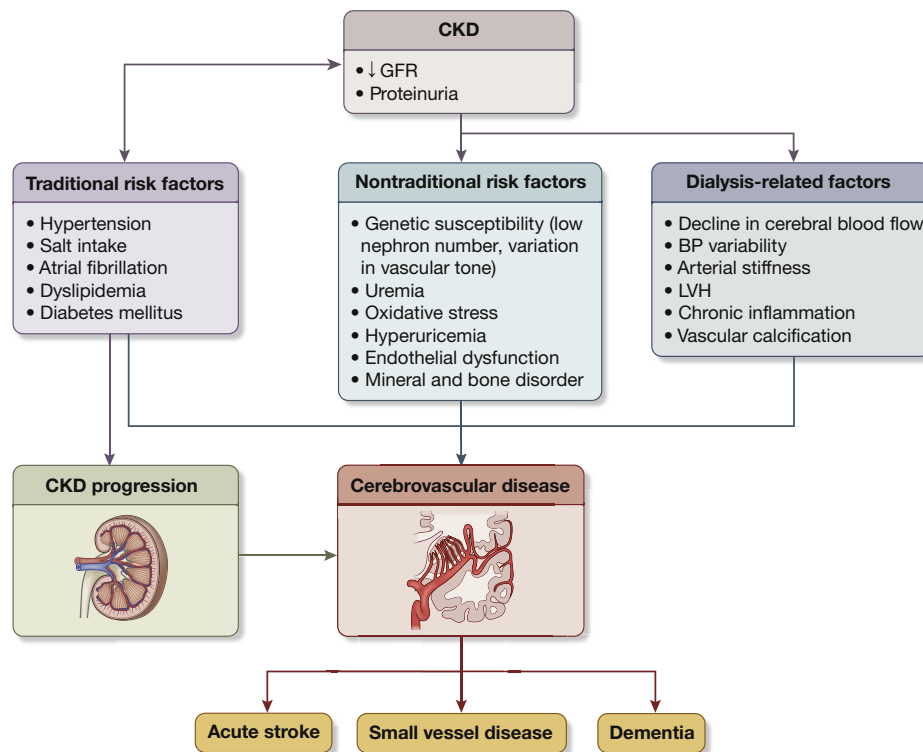 CKD
• ↓ GFR
• Proteinuria
Traditional risk factors
• Hypertension
• Salt intake
• Atrial fibrillation
• Dyslipidemia
• Diabetes mellitus
Nontraditional risk factors
• Genetic susceptibility (low
nephron number, variation
in vascular tone)
• Uremia
• Oxidative stress
• Hyperuricemia
• Endothelial dysfunction
• Mineral and bone disorder
Dialysis-related factors
• Decline in cerebral blood flow
• BP variability
• Arterial stiffness
• LVH
• Chronic inflammation
• Vascular calcification
CKD progression
Cerebrovascular disease
Acute stroke
Small vessel disease
Dementia